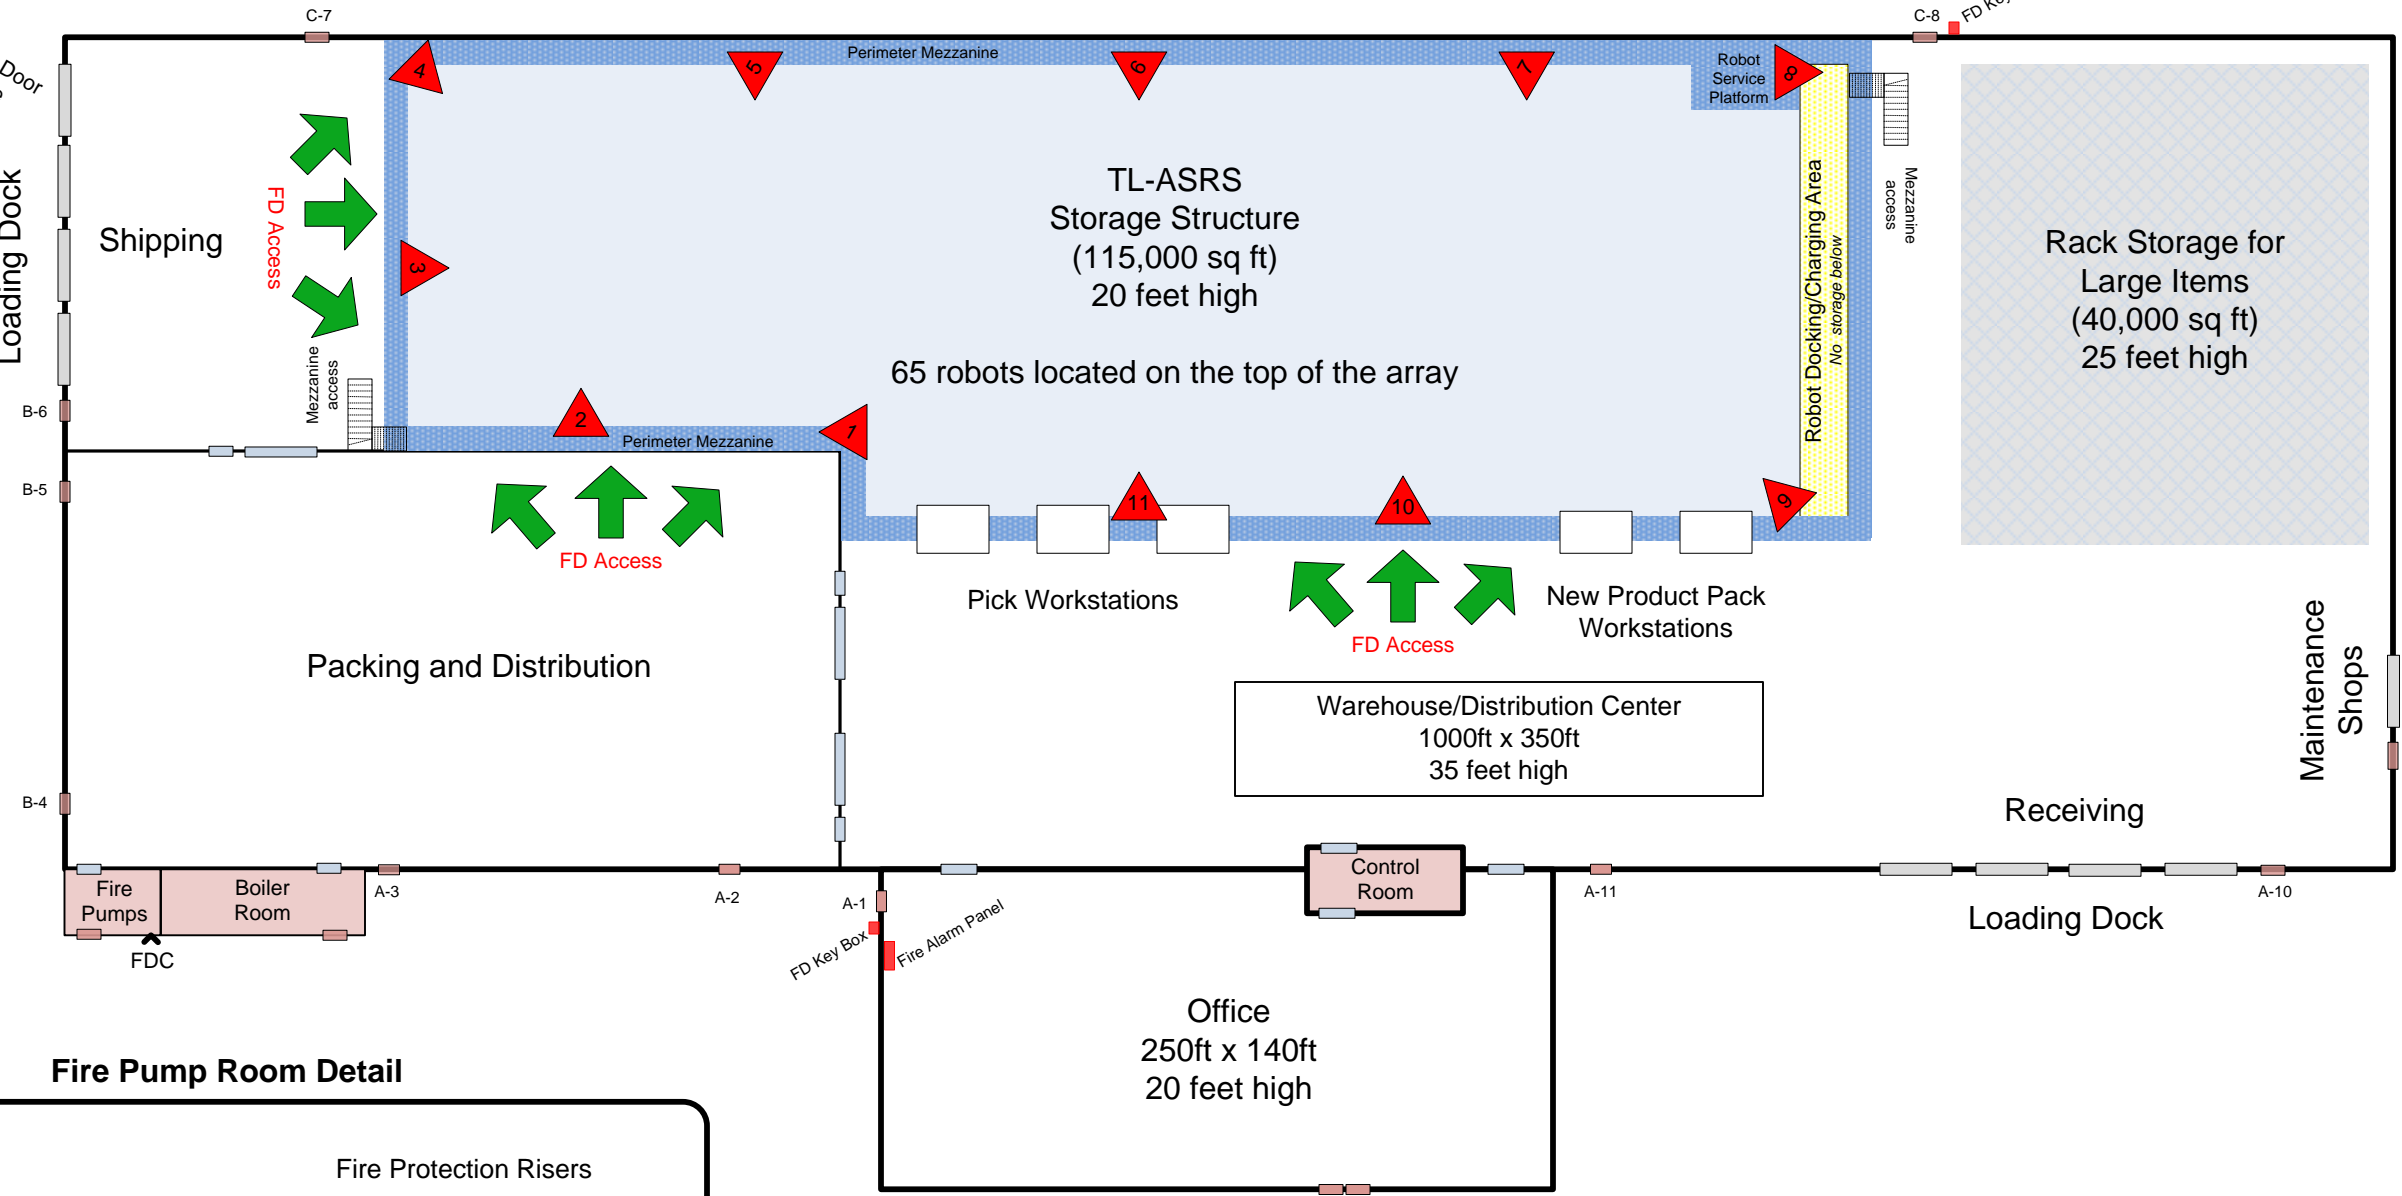 C-7
C-8
FD
Door
Perimeter Mezzanine
4
5
6
7
8
Robot
Service
Platform
Loading Dock
Shipping
FD Access
3
TL-ASRS
Storage Structure
(115,000 sq ft)
20 feet high
65 robots located on the top of the array
Robot Docking/Charging Area
No storage below
Mezzanine
access
Rack Storage for
Large Items
(40,000 sq ft)
25 feet high
Mezzanine
access
B-6
2
Perimeter Mezzanine
1
B-5
11
10
9
FD Access
Pick Workstations
FD Access
New Product Pack
Workstations
Packing and Distribution
Warehouse/Distribution Center
1000ft x 350ft
35 feet high
Maintenance
Shops
B-4
Receiving
Fire
Pumps
Boiler
Room
A-3
A-2
A-1
Control
Room
A-11
A-10
FDC
FD Key Box
Fire Alarm Panel
Loading Dock
Office
250ft x 140ft
20 feet high
Fire Pump Room Detail
Fire Protection Risers